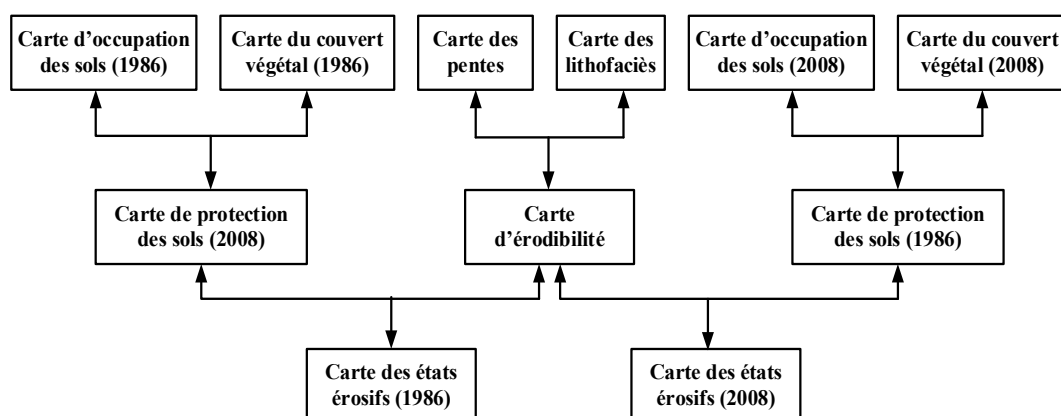 Carte d'occupation
des sols (1986)
Carte du couvert
végétal (1986)
Carte des
pentes
Carte des
lithofaciès
Carte d'occupation
des sols (2008)
Carte du couvert
végétal (2008)
Carte de protection
des sols (2008)
Carte
d'érodibilité
Carte de protection
des sols (1986)
Carte des états
érosifs (1986)
Carte des états
érosifs (2008)